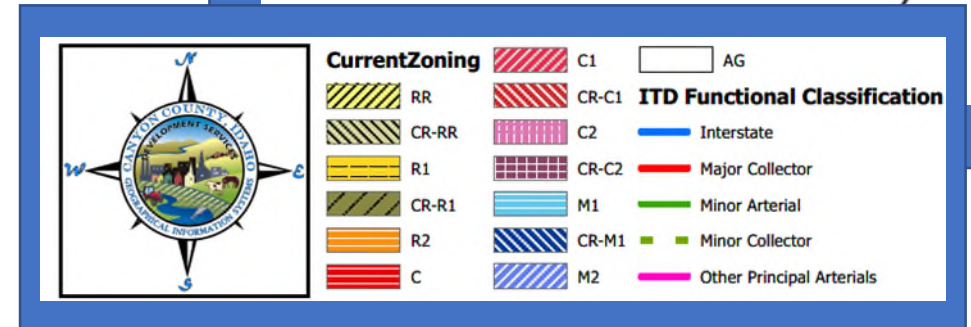 N
W
E
S
CANYON COUNTY, IDAHO
DEVELOPMENT SERVICES
GEOGRAPHICAL INFORMATION SYSTEMS
CurrentZoning
RR
CR-RR
R1
CR-R1
R2
C
C1
CR-C1
C2
CR-C2
M1
CR-M1
M2
AG
ITD Functional Classification
Interstate
Major Collector
Minor Arterial
Minor Collector
Other Principal Arterials